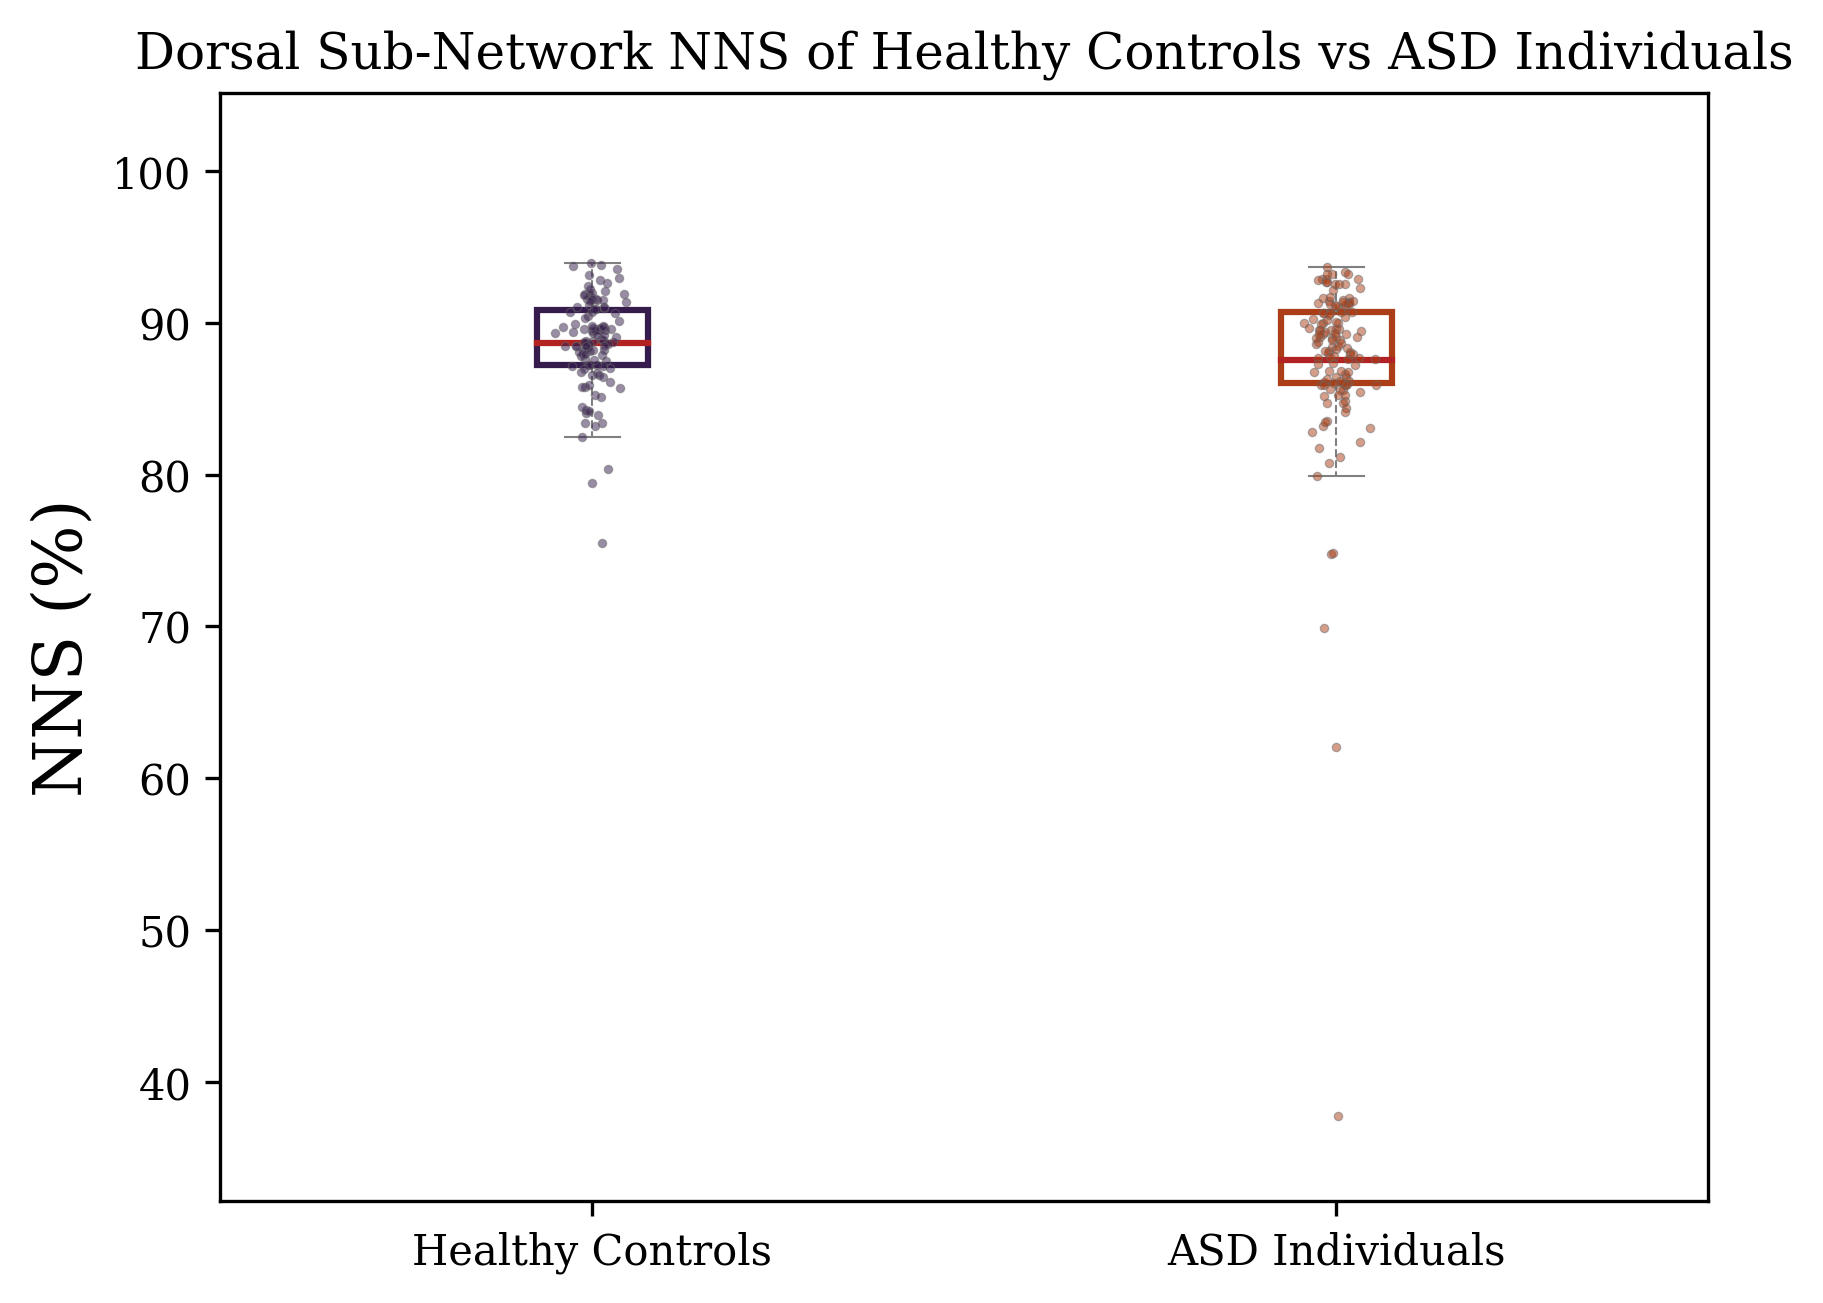 Dorsal Sub-Network NNS of Healthy Controls vs ASD Individuals
NNS (%)
100
90
80
70
60
50
40
Healthy Controls
ASD Individuals